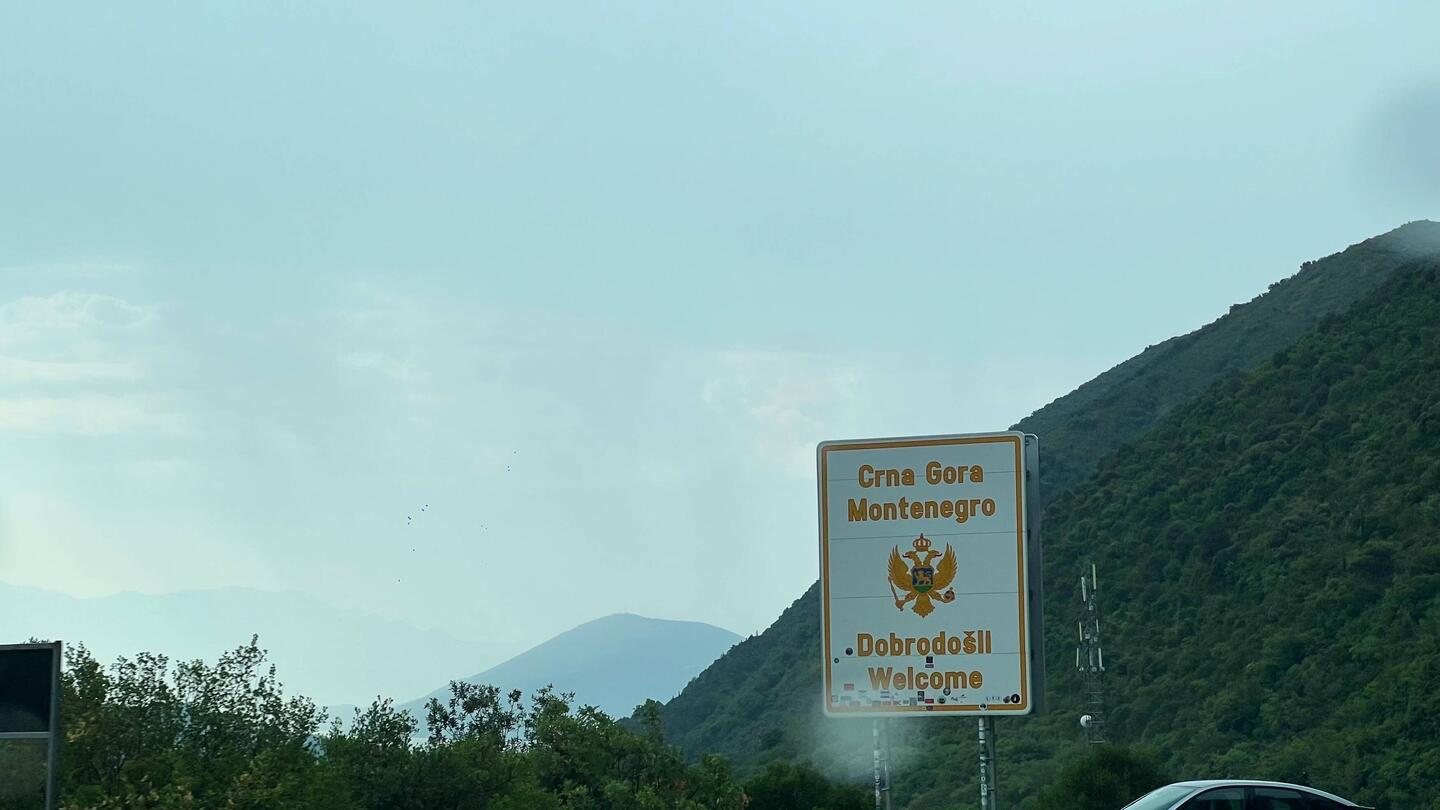 Crna Gora
Montenegro
Dobrodošli
Welcome